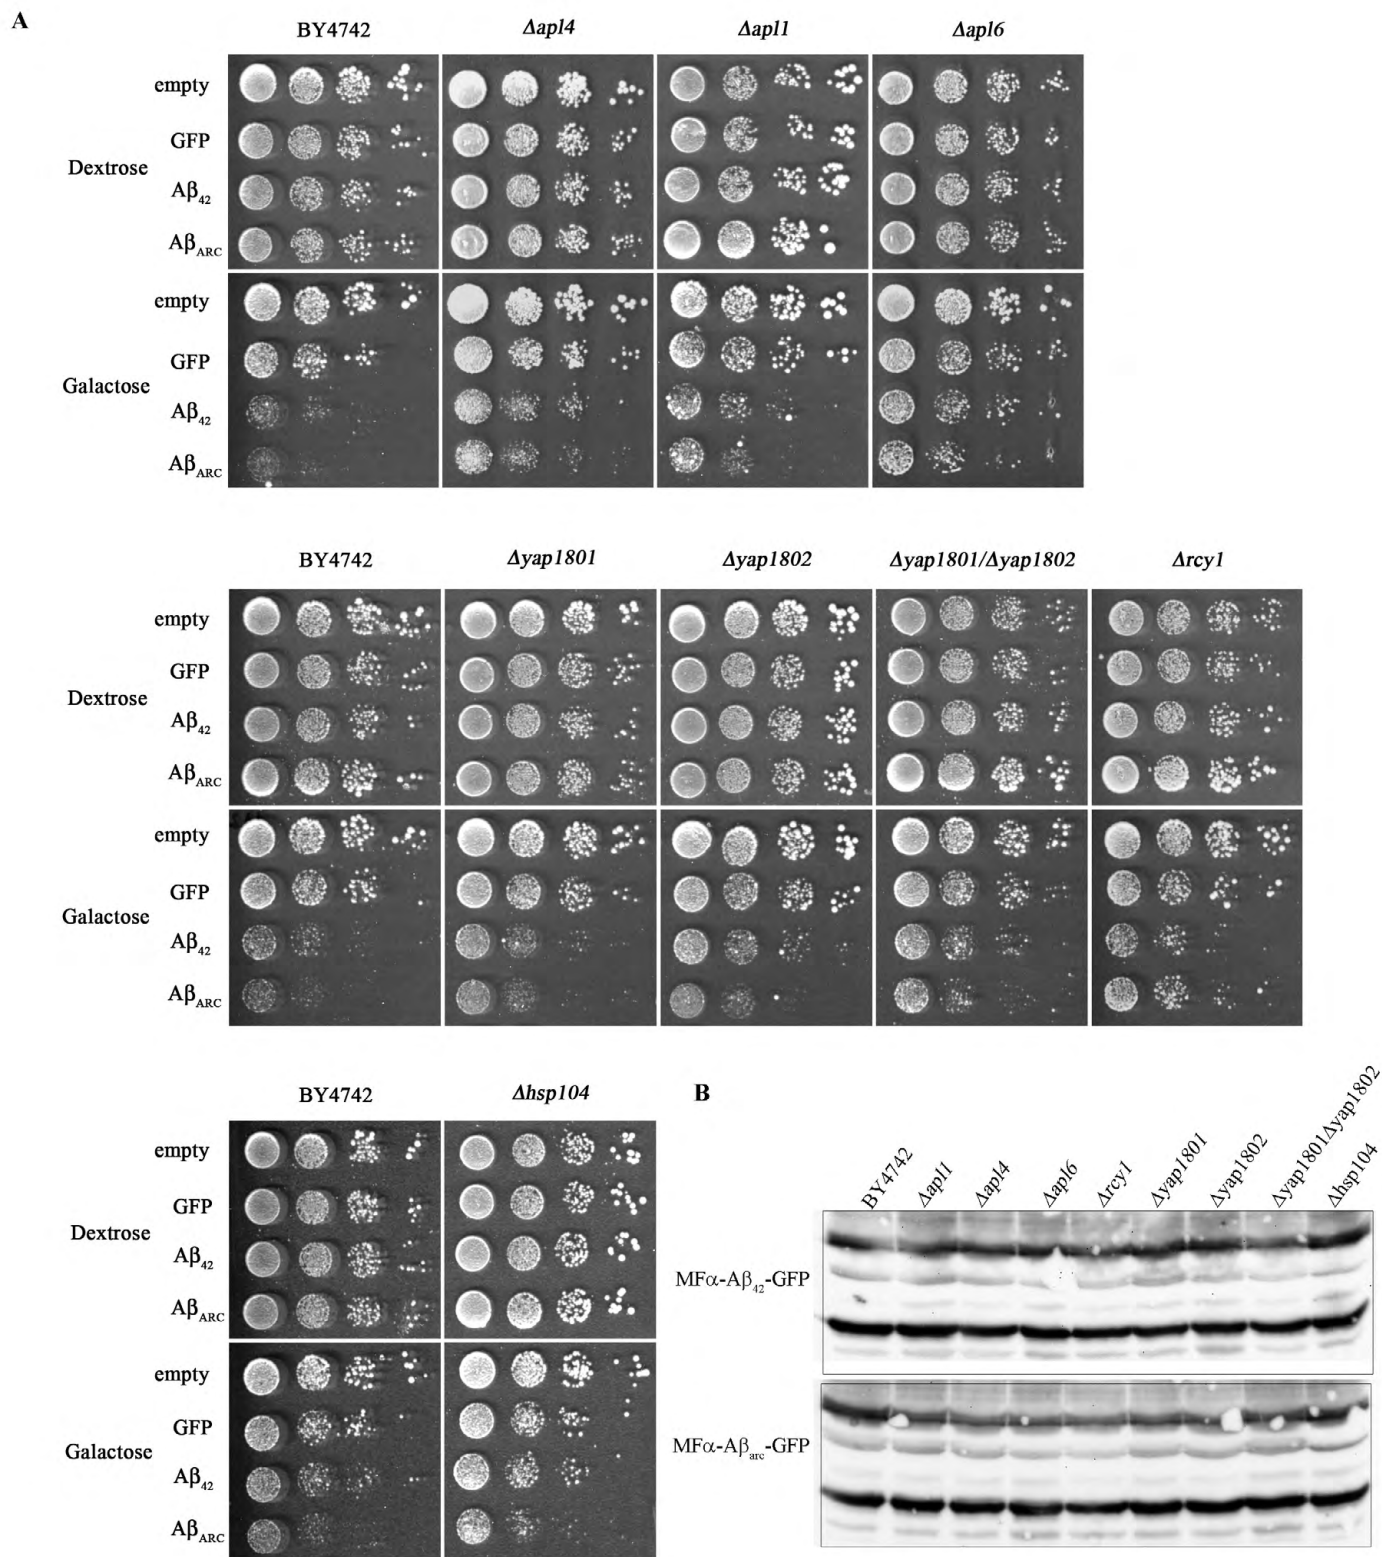 A
BY4742 Δapl4 Δapl1 Δapl6
empty
GFP
Dextrose
Aβ42
AβARC
empty
GFP
Galactose
Aβ42
AβARC
BY4742 Δyap1801 Δyap1802 Δyap1801/Δyap1802 Δrcy1
empty
GFP
Dextrose
Aβ42
AβARC
empty
GFP
Galactose
Aβ42
AβARC
BY4742 Δhsp104
empty
GFP
Dextrose
Aβ42
AβARC
empty
GFP
Galactose
Aβ42
AβARC
B
BY4742
Δapl1
Δapl4
Δapl6
Δrcy1
Δyap1801
Δyap1802
Δyap1801Δyap1802
Δhsp104
MFα-Aβ42-GFP
MFα-Aβarc-GFP